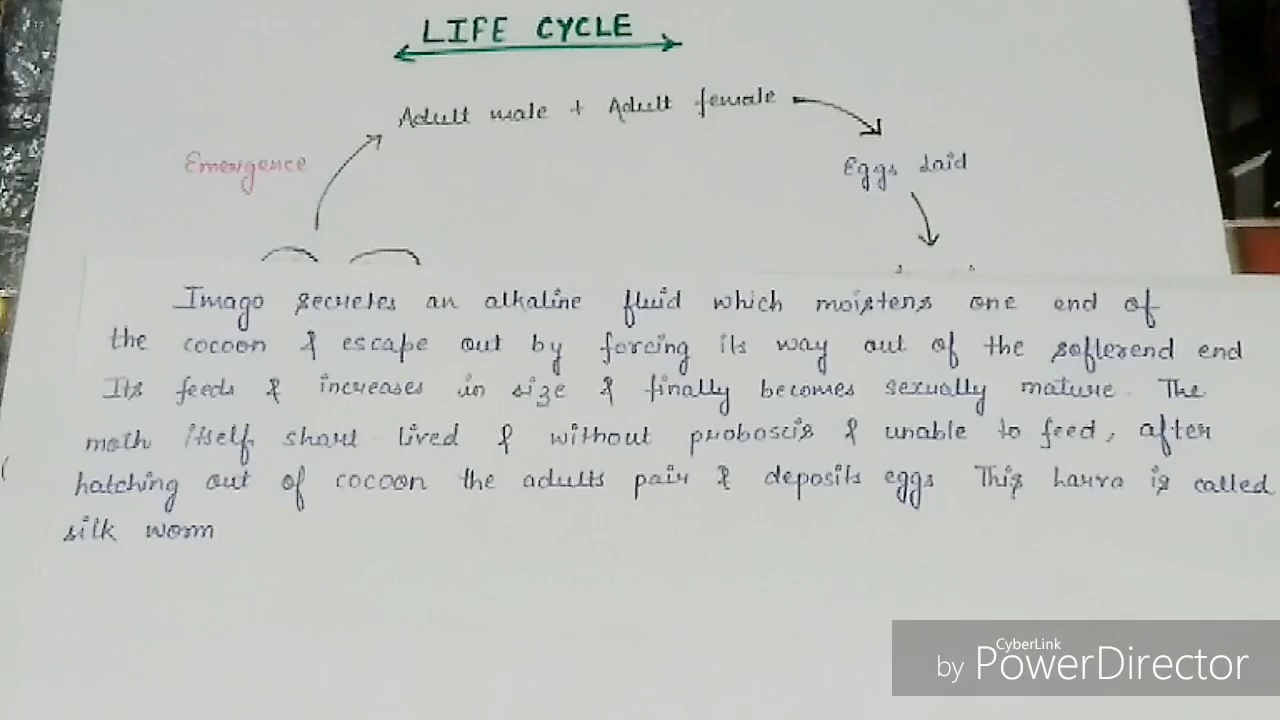 LIFE CYCLE
Adult male + Adult female
Emergence
Eggs Laid
Imago secretes an alkaline fluid which moistens one end of
the cocoon & escape out by forcing its way out of the softerend end
Its feeds & increases in size & finally becomes sexually mature. The
moth itself short lived & without proboscis & unable to feed, after
hatching out of cocoon the adults pair & deposits eggs This larva is called
silk worm
CyberLink
by PowerDirector